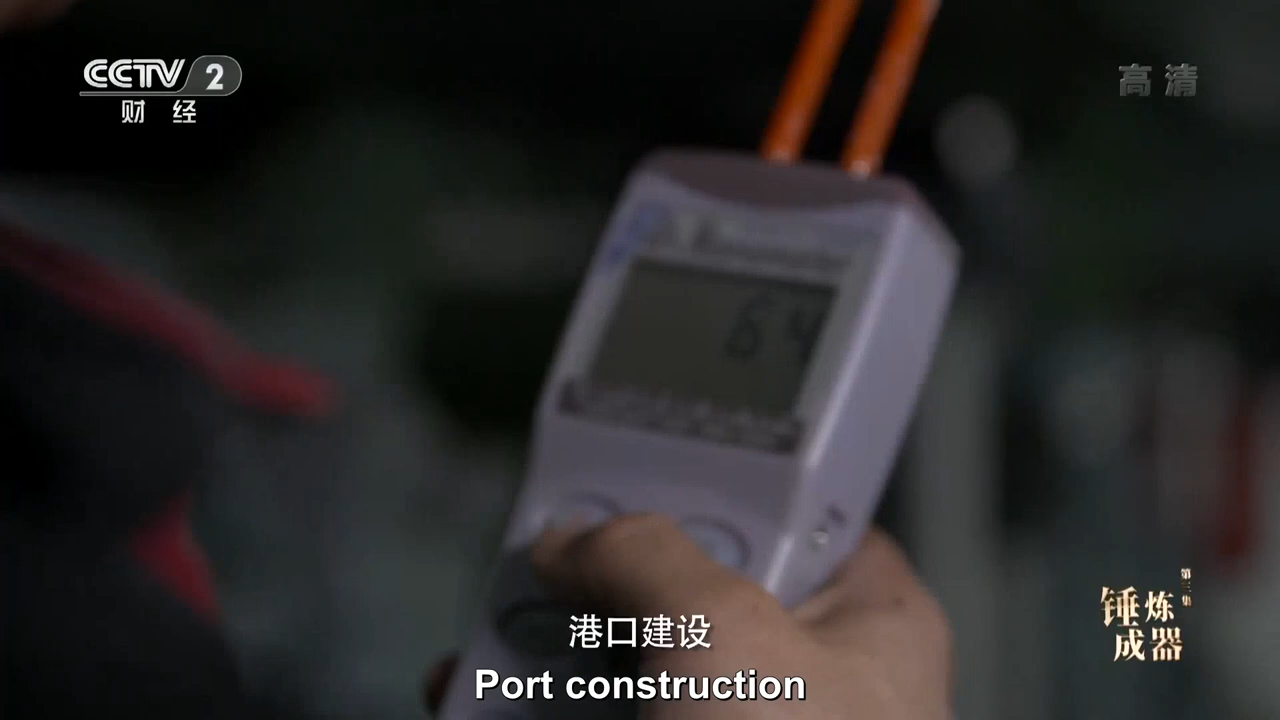 CCTV 2
财经
高清
64
第三集
锤炼
成器
港口建设
Port construction